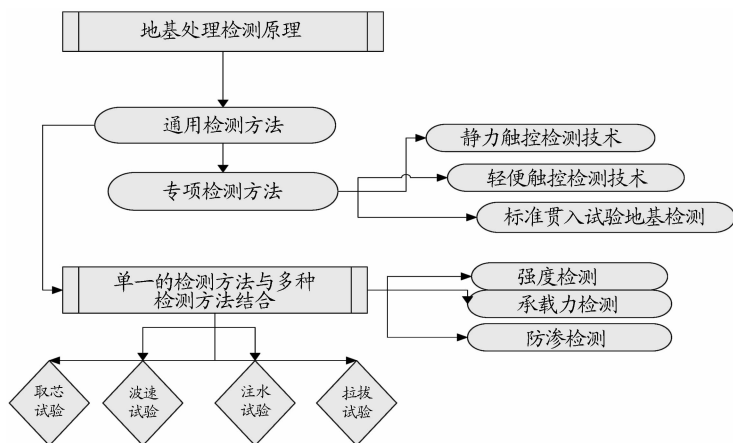 地基处理检测原理
通用检测方法
专项检测方法
静力触控检测技术
轻便触控检测技术
标准贯入试验地基检测
单一的检测方法与多种
检测方法结合
强度检测
承载力检测
防渗检测
取芯
试验
波速
试验
注水
试验
拉拔
试验